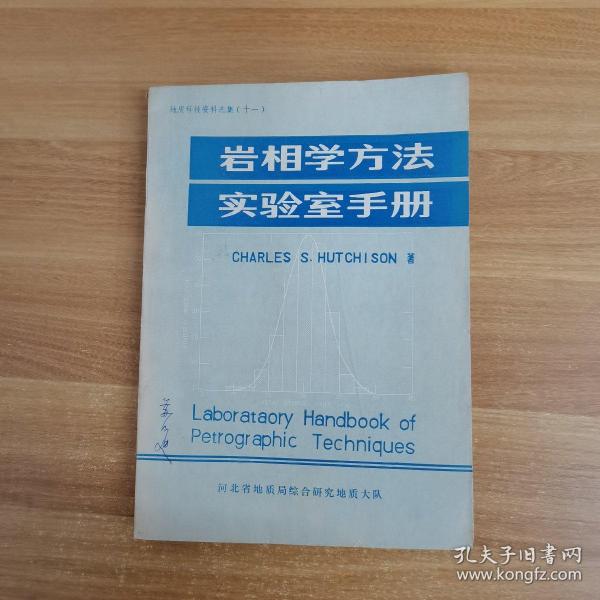 地质科技资料选集（十一）
岩相学方法
实验室手册
CHARLES S. HUTCHISON 著
Laborataory Handbook of
Petrographic Techniques
河北省地质局综合研究地质大队
孔夫子旧书网
www.kongfz.com